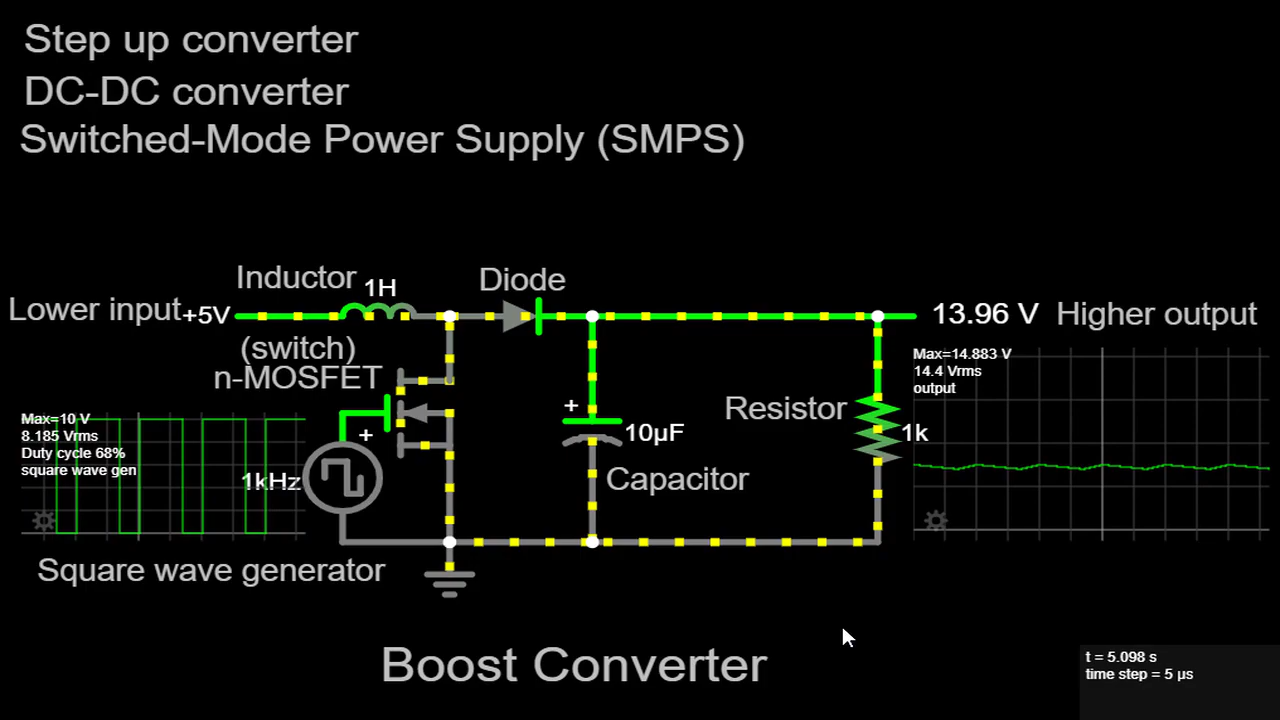 Step up converter
DC-DC converter
Switched-Mode Power Supply (SMPS)
Inductor
1H
Diode
Lower input
+5V
13.96 V
Higher output
(switch)
n-MOSFET
Max=14.883 V
14.4 Vrms
output
Max=10 V
8.185 Vrms
Duty cycle 68%
square wave gen
+
+
10µF
Resistor
1k
1kHz
Capacitor
Square wave generator
Boost Converter
t = 5.098 s
time step = 5 µs